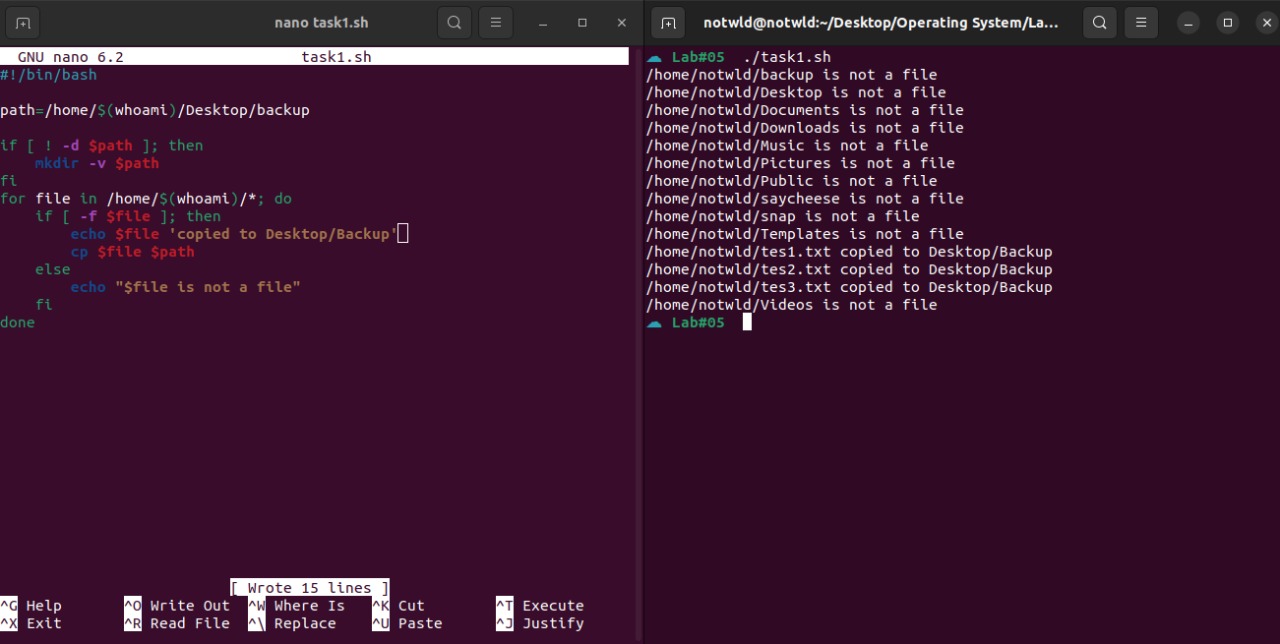 nano task1.sh
GNU nano 6.2 task1.sh
#!/bin/bash
path=/home/$(whoami)/Desktop/backup
if [ ! -d $path ]; then
    mkdir -v $path
fi
for file in /home/$(whoami)/*; do
    if [ -f $file ]; then
        echo $file 'copied to Desktop/Backup'
        cp $file $path
    else
        echo "$file is not a file"
    fi
done
[ Wrote 15 lines ]
^G Help ^O Write Out ^W Where Is ^K Cut ^T Execute
^X Exit ^R Read File ^\ Replace ^U Paste ^J Justify
notwld@notwld:~/Desktop/Operating System/La...
Lab#05 ./task1.sh
/home/notwld/backup is not a file
/home/notwld/Desktop is not a file
/home/notwld/Documents is not a file
/home/notwld/Downloads is not a file
/home/notwld/Music is not a file
/home/notwld/Pictures is not a file
/home/notwld/Public is not a file
/home/notwld/saycheese is not a file
/home/notwld/snap is not a file
/home/notwld/Templates is not a file
/home/notwld/tes1.txt copied to Desktop/Backup
/home/notwld/tes2.txt copied to Desktop/Backup
/home/notwld/tes3.txt copied to Desktop/Backup
/home/notwld/Videos is not a file
Lab#05